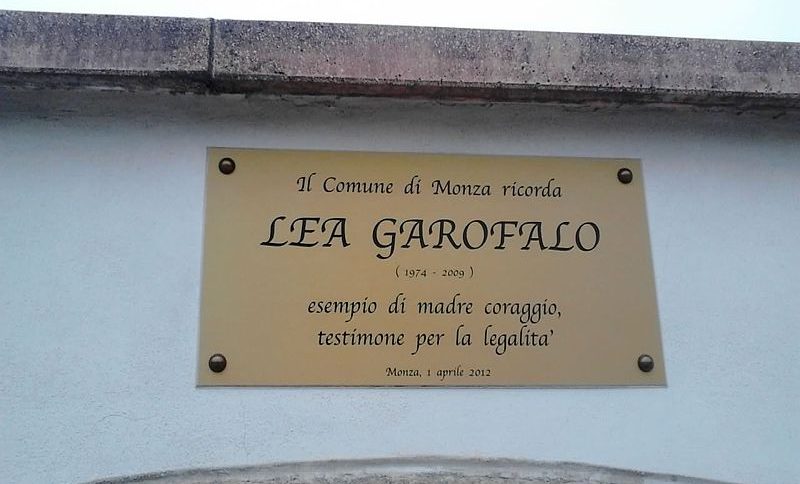 Il Comune di Monza ricorda
LEA GAROFALO
( 1974 - 2009 )
esempio di madre coraggio,
testimone per la legalita'
Monza, 1 aprile 2012